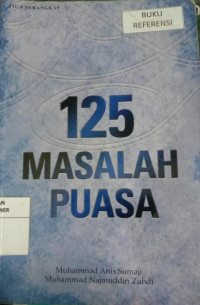 BUKU
REFERENSI
125
MASALAH
PUASA
Muhammad Anis Sumaji
Muhammad Najmuddin Zuhdi